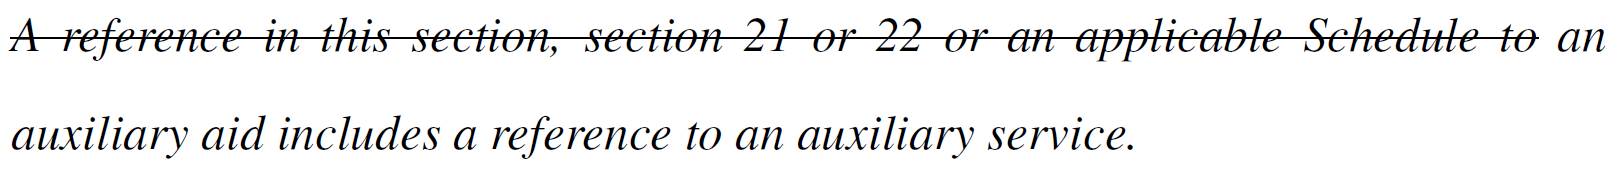 A reference in this section, section 21 or 22 or an applicable Schedule to an
auxiliary aid includes a reference to an auxiliary service.